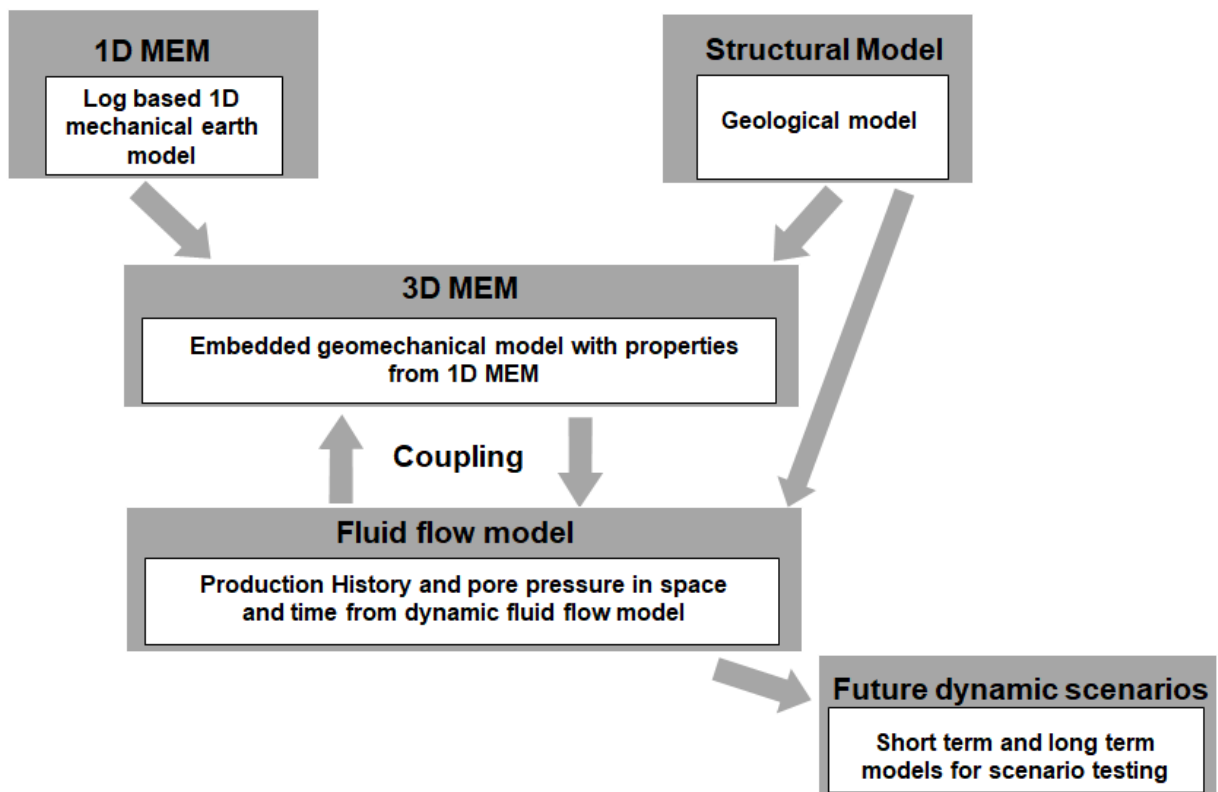 1D MEM
Log based 1D
mechanical earth
model
Structural Model
Geological model
3D MEM
Embedded geomechanical model with properties
from 1D MEM
Coupling
Fluid flow model
Production History and pore pressure in space
and time from dynamic fluid flow model
Future dynamic scenarios
Short term and long term
models for scenario testing